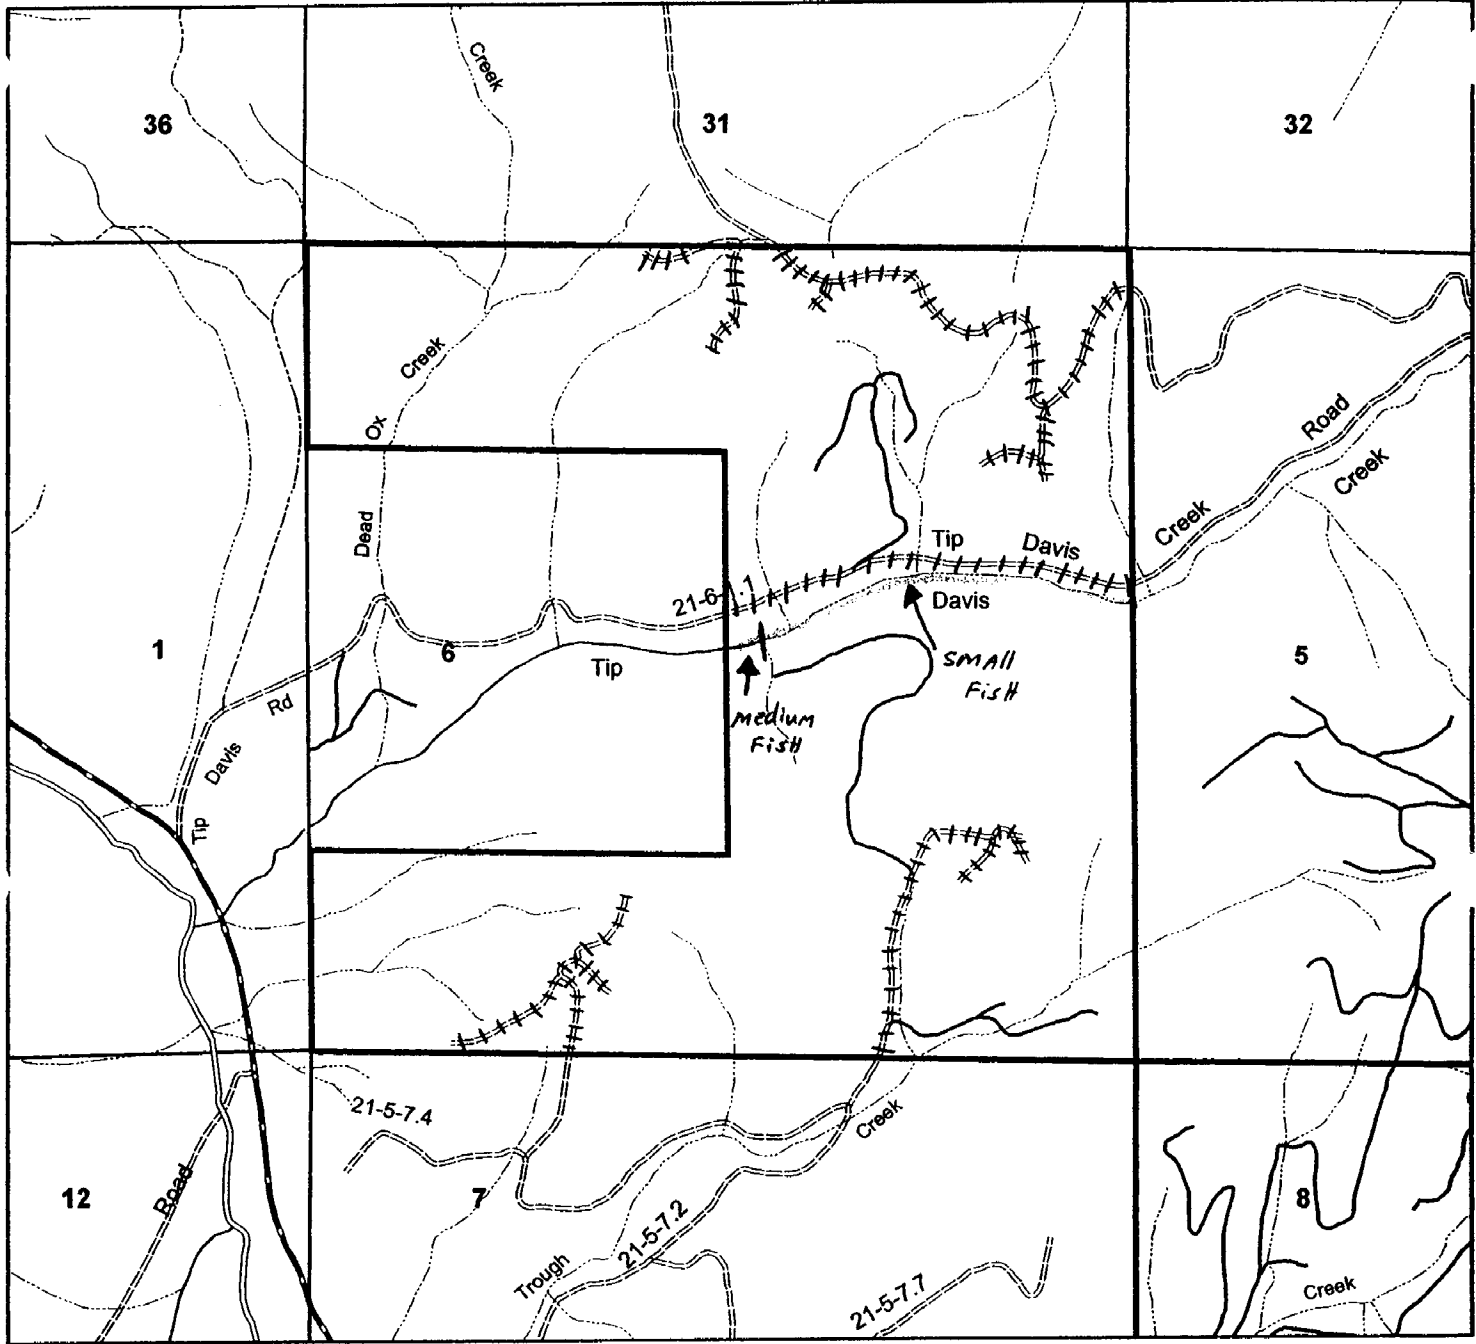 Creek
36
31
32
Creek
Ox
Road
Creek
Creek
Dead
Tip
Davis
21-6-1.1
Davis
1
6
Tip
5
SMALL
FISH
Rd
Medium
FISH
Davis
Tip
21-5-7.4
Creek
12
Road
7
8
21-5-7.2
Trough
21-5-7.7
Creek